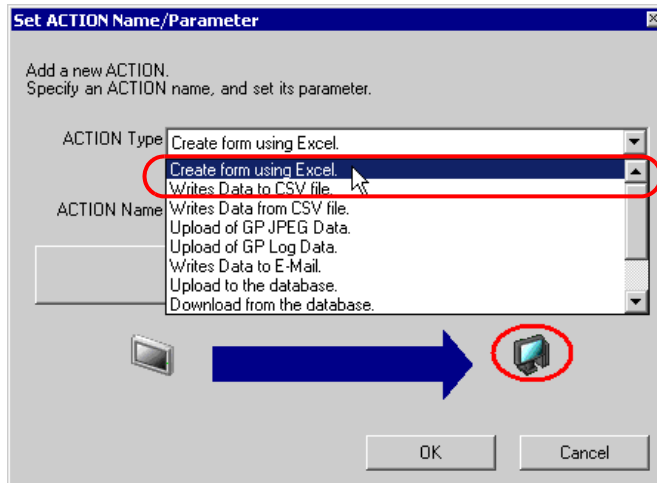 Set ACTION Name/Parameter
Add a new ACTION.
Specify an ACTION name, and set its parameter.
ACTION Type
Create form using Excel.
Create form using Excel.
Writes Data to CSV file.
ACTION Name
Writes Data from CSV file.
Upload of GP JPEG Data.
Upload of GP Log Data.
Writes Data to E-Mail.
Upload to the database.
Download from the database.
OK
Cancel